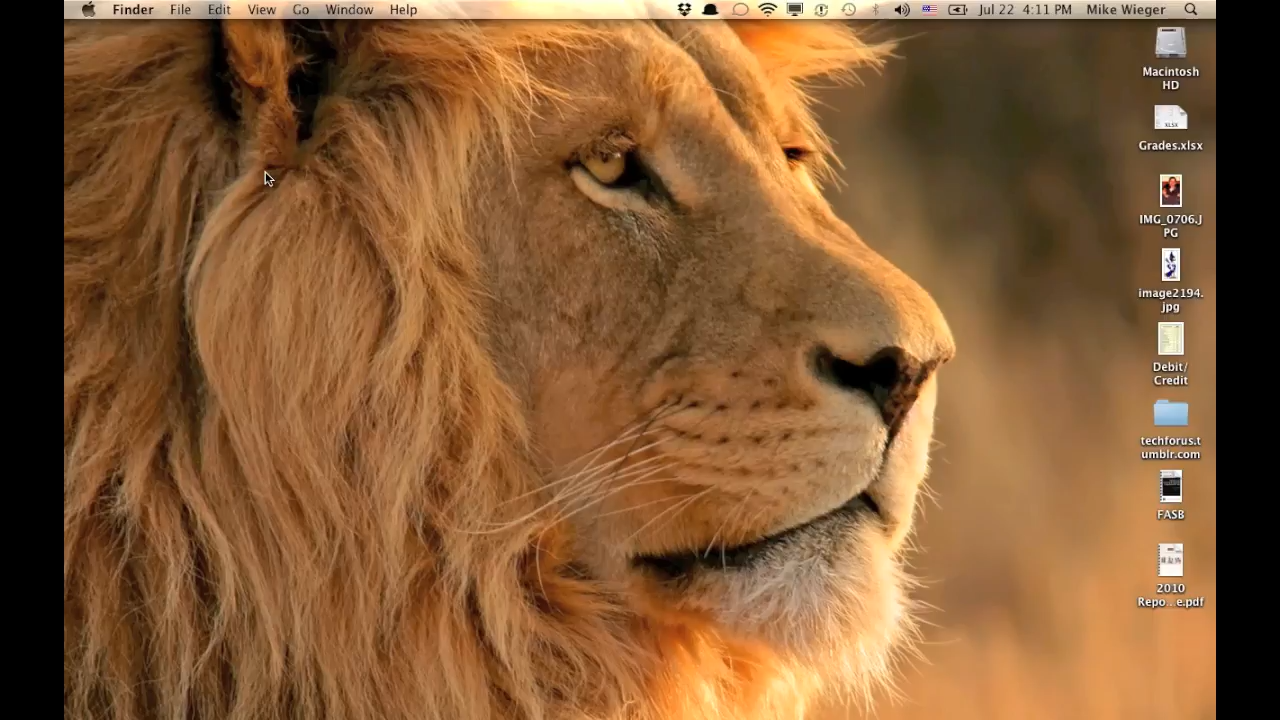 Finder File Edit View Go Window Help Jul 22 4:11 PM Mike Wieger
Macintosh
HD
XLSX
Grades.xlsx
IMG_0706.J
PG
image2194.
jpg
Debit/
Credit
techforus.t
umblr.com
FASB
2010
Repo...e.pdf